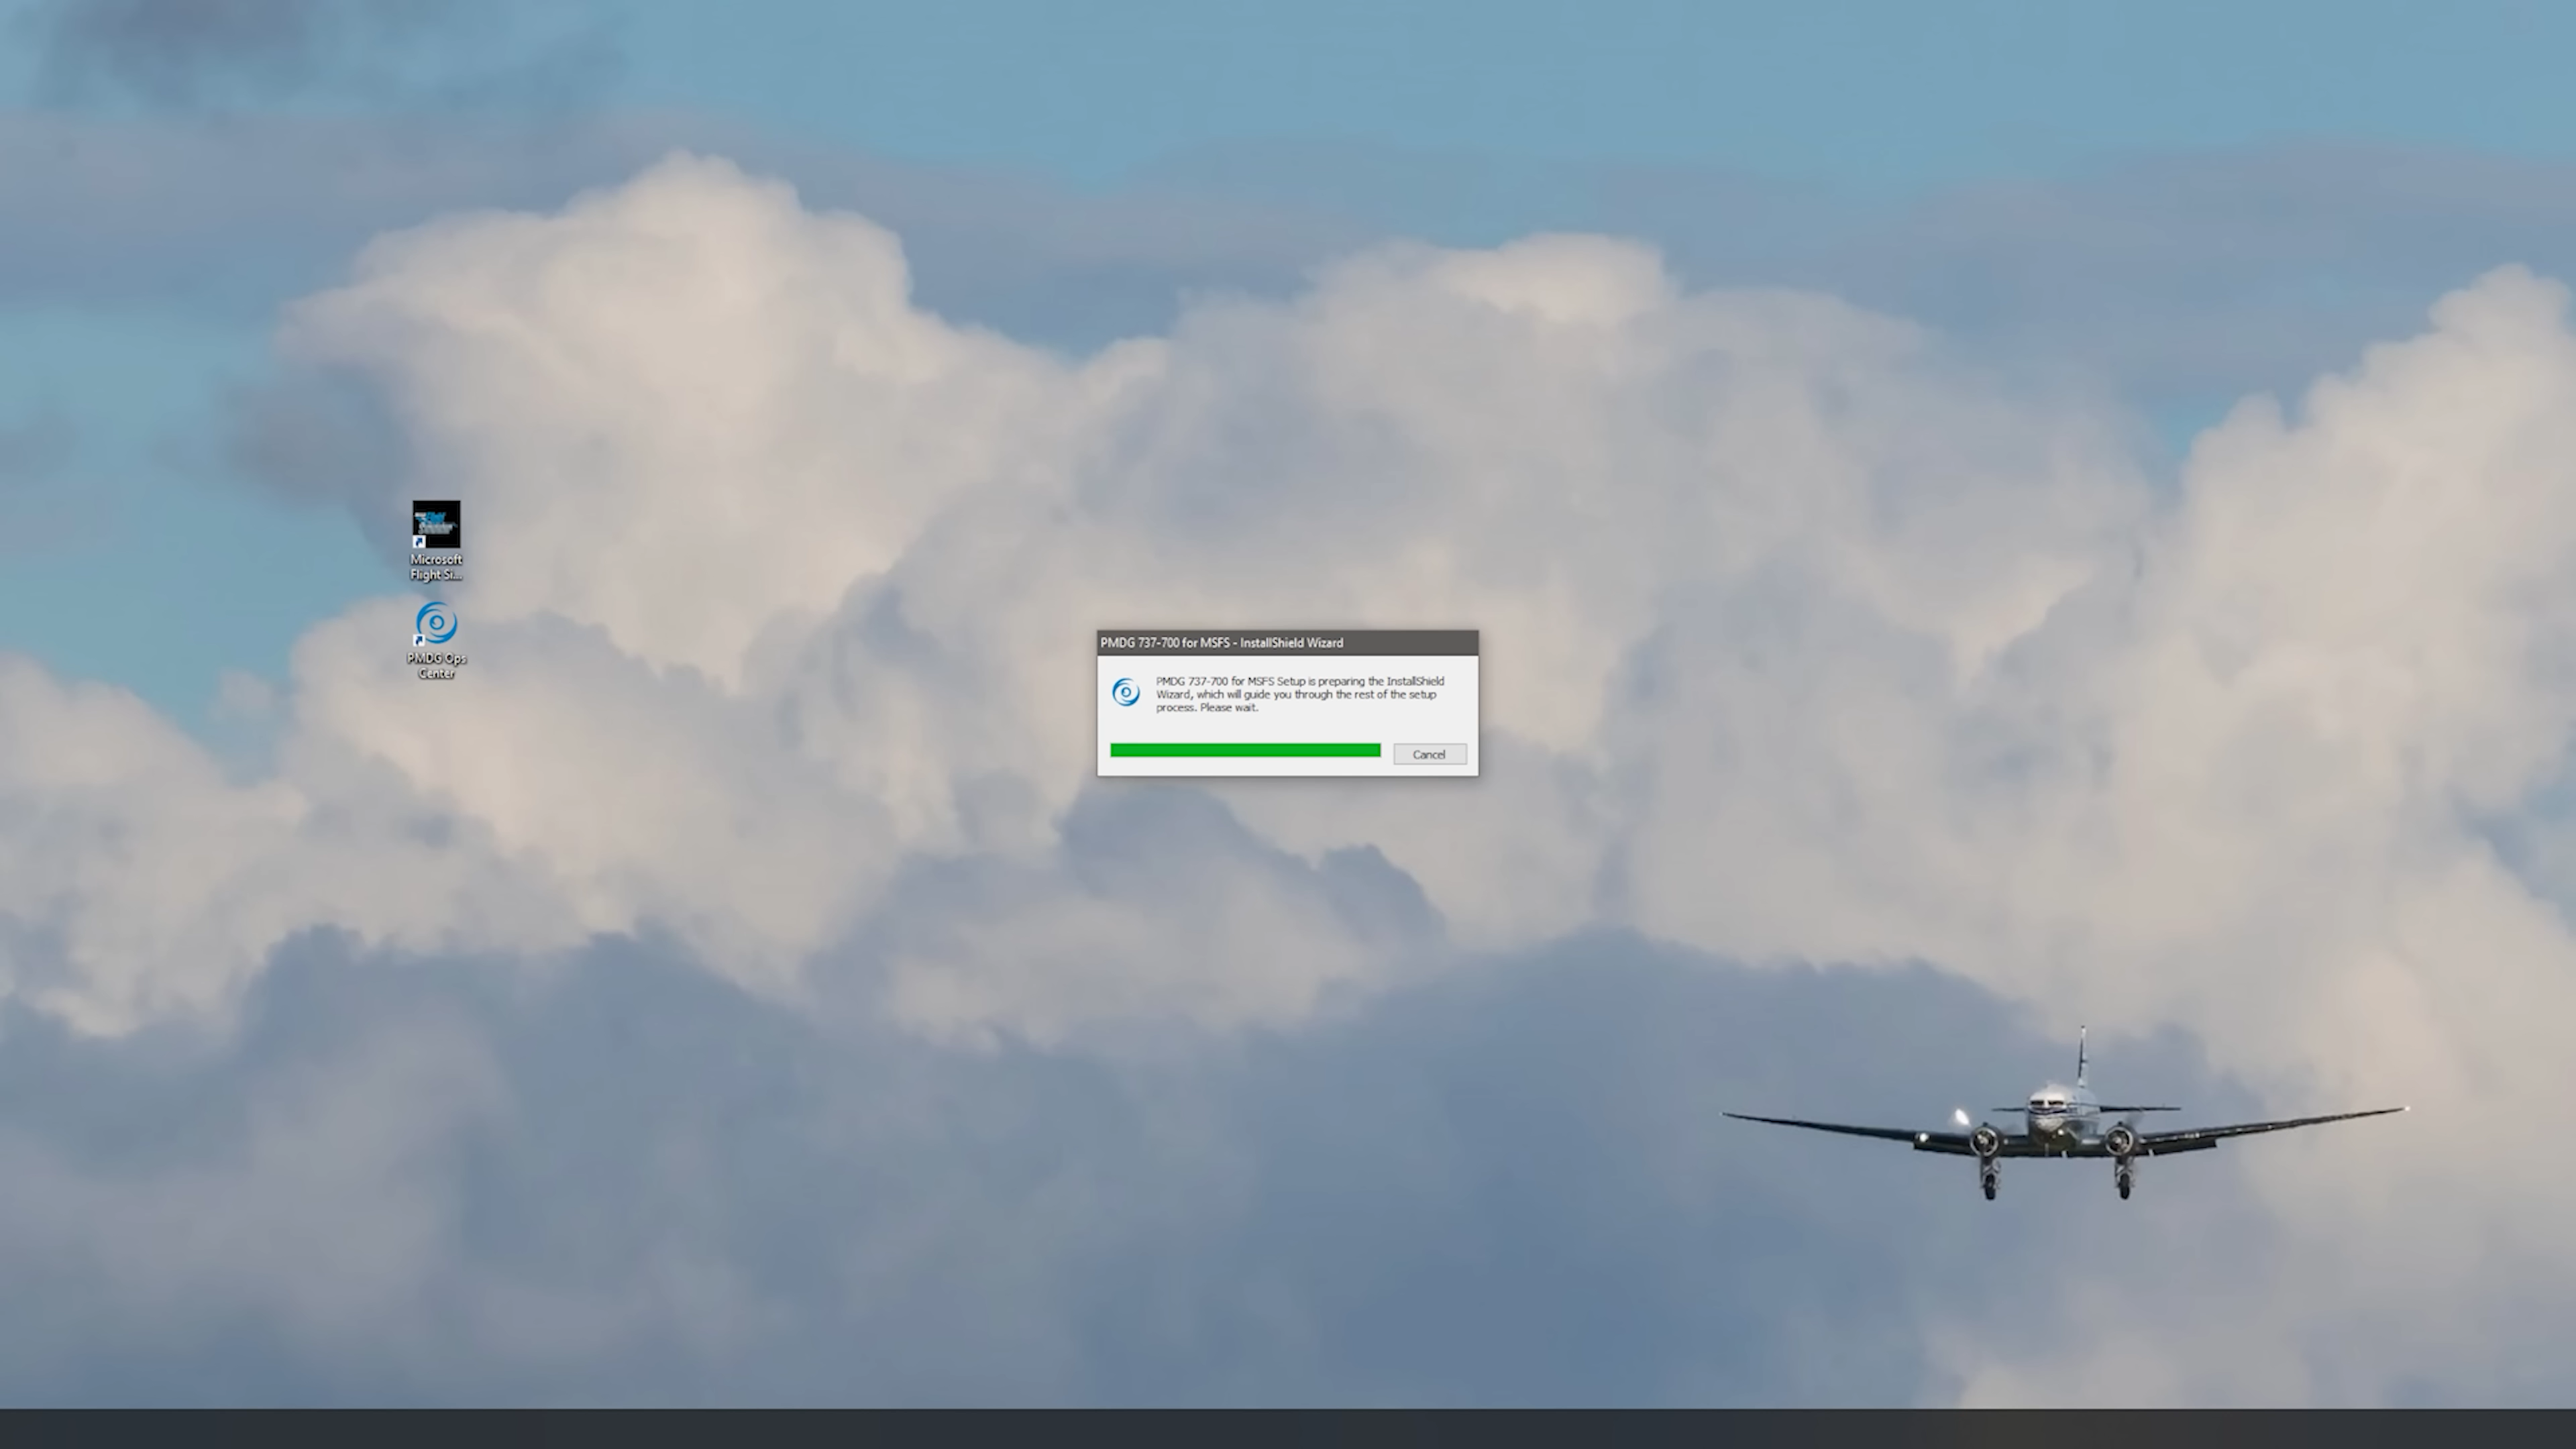 Microsoft
Flight Si...
PMDG Ops
Center
PMDG 737-700 for MSFS - InstallShield Wizard
PMDG 737-700 for MSFS Setup is preparing the InstallShield
Wizard, which will guide you through the rest of the setup
process. Please wait.
Cancel